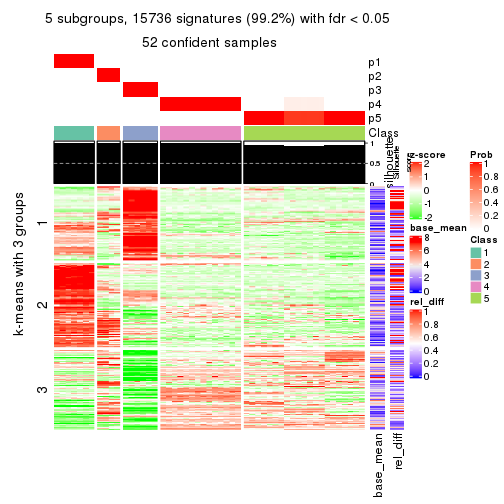 5 subgroups, 15736 signatures (99.2%) with fdr < 0.05
52 confident samples
p1
p2
p3
p4
p5
Class
1
0.5
0
silhouette
Silhouette
score
k-means with 3 groups
1
2
3
base_mean
rel_diff
z-score
2
1
0
-1
-2
base_mean
8
6
4
2
0
rel_diff
1
0.8
0.6
0.4
0.2
0
Prob
1
0.8
0.6
0.4
0.2
0
Class
1
2
3
4
5